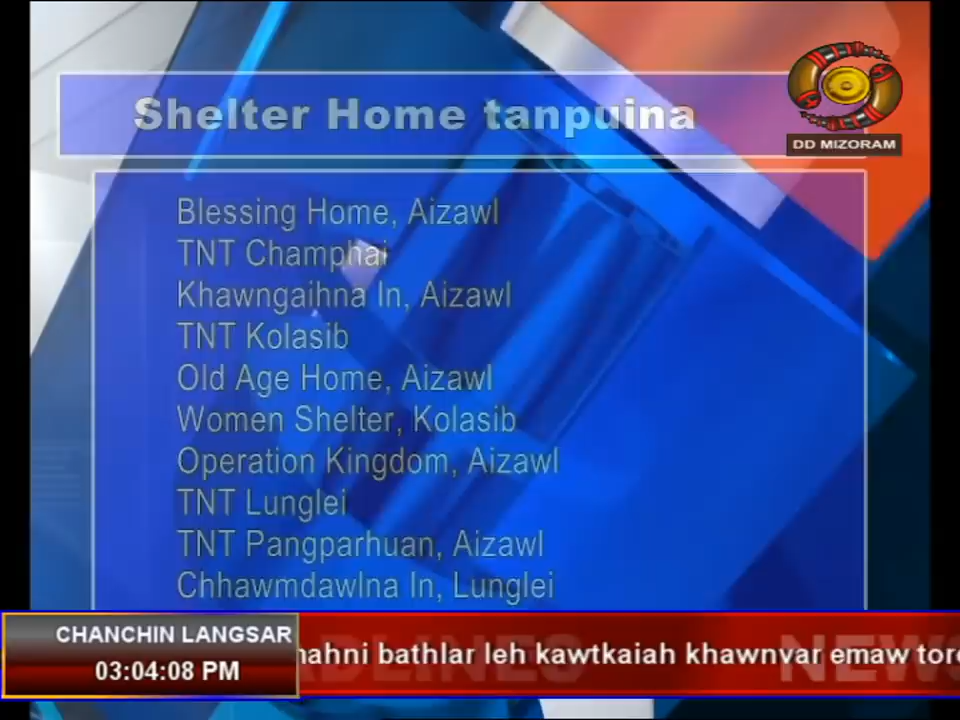 Shelter Home tanpuina
DD MIZORAM
Blessing Home, Aizawl
TNT Champhai
Khawngaihna In, Aizawl
TNT Kolasib
Old Age Home, Aizawl
Women Shelter, Kolasib
Operation Kingdom, Aizawl
TNT Lunglei
TNT Pangparhuan, Aizawl
Chhawmdawlna In, Lunglei
CHANCHIN LANGSAR
03:04:08 PM
bathlar leh kawtkaiah khawnvar emaw